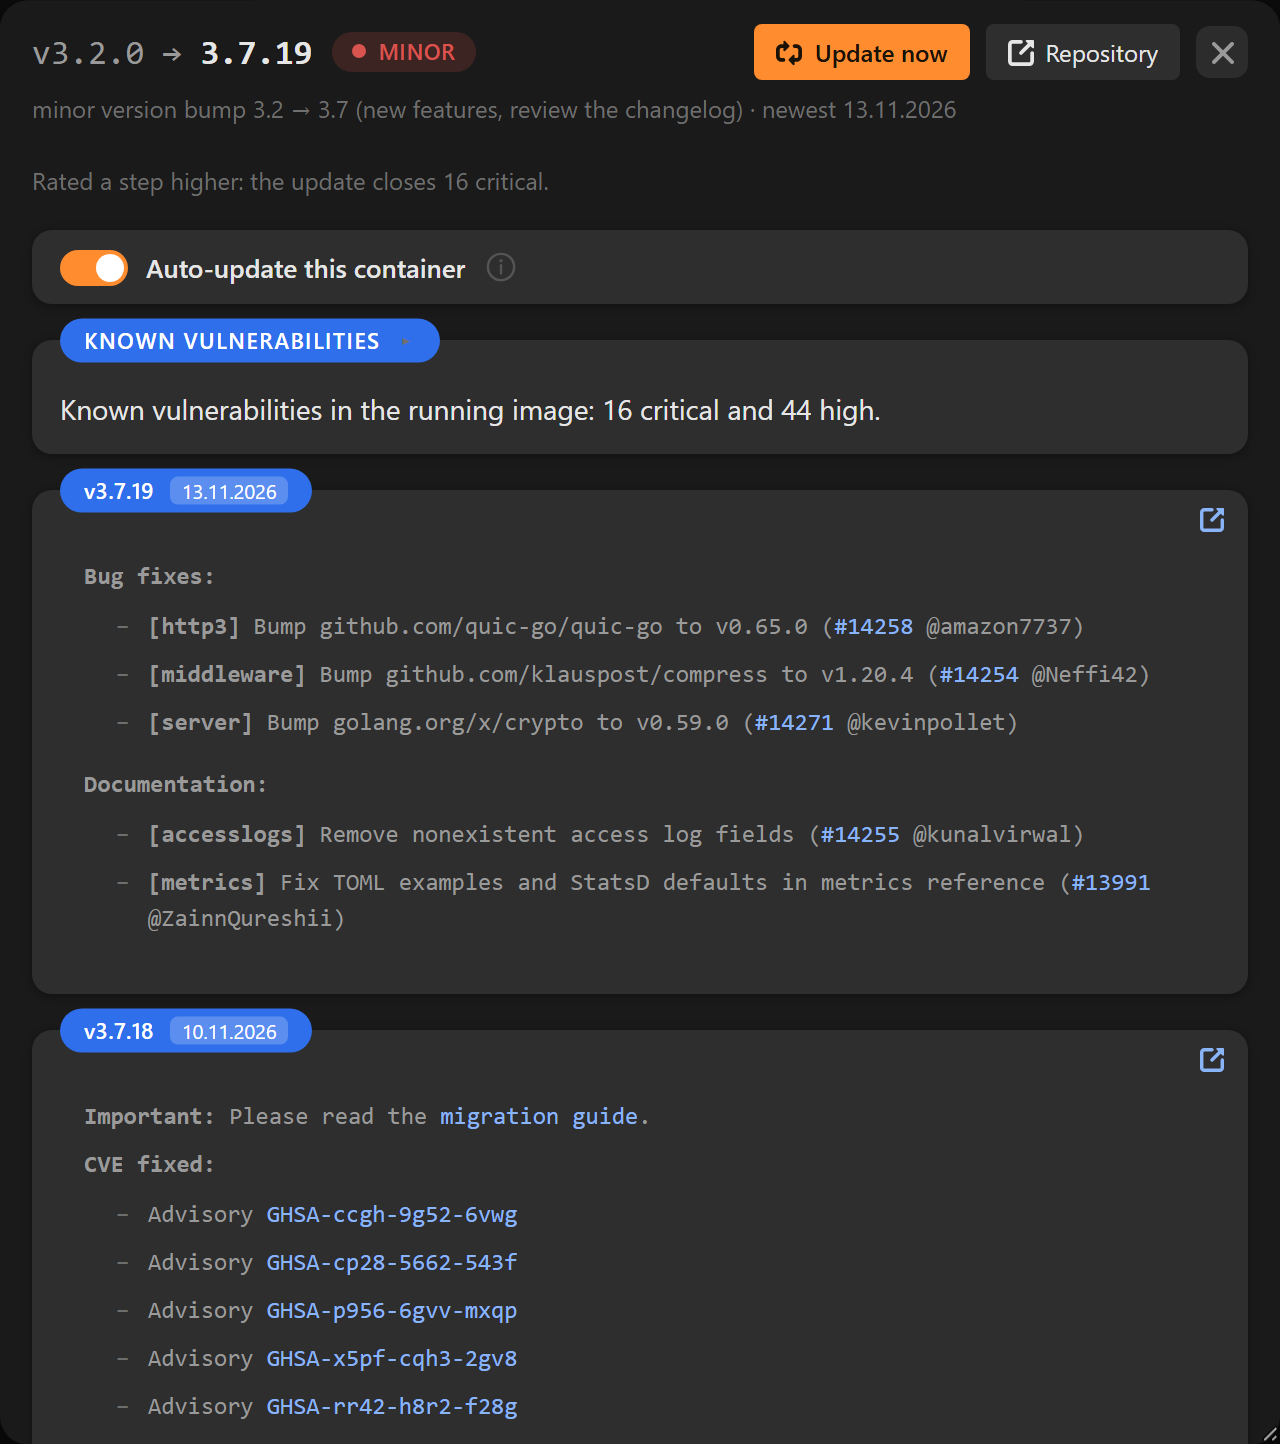 v3.2.0 → 3.7.19 MINOR Update now Repository
minor version bump 3.2 → 3.7 (new features, review the changelog) · newest 13.11.2026
Rated a step higher: the update closes 16 critical.
Auto-update this container
KNOWN VULNERABILITIES
Known vulnerabilities in the running image: 16 critical and 44 high.
v3.7.19 13.11.2026
Bug fixes:
– [http3] Bump github.com/quic-go/quic-go to v0.65.0 (#14258 @amazon7737)
– [middleware] Bump github.com/klauspost/compress to v1.20.4 (#14254 @Neffi42)
– [server] Bump golang.org/x/crypto to v0.59.0 (#14271 @kevinpollet)
Documentation:
– [accesslogs] Remove nonexistent access log fields (#14255 @kunalvirwal)
– [metrics] Fix TOML examples and StatsD defaults in metrics reference (#13991
@ZainnQureshii)
v3.7.18 10.11.2026
Important: Please read the migration guide.
CVE fixed:
– Advisory GHSA-ccgh-9g52-6vwg
– Advisory GHSA-cp28-5662-543f
– Advisory GHSA-p956-6gvv-mxqp
– Advisory GHSA-x5pf-cqh3-2gv8
– Advisory GHSA-rr42-h8r2-f28g